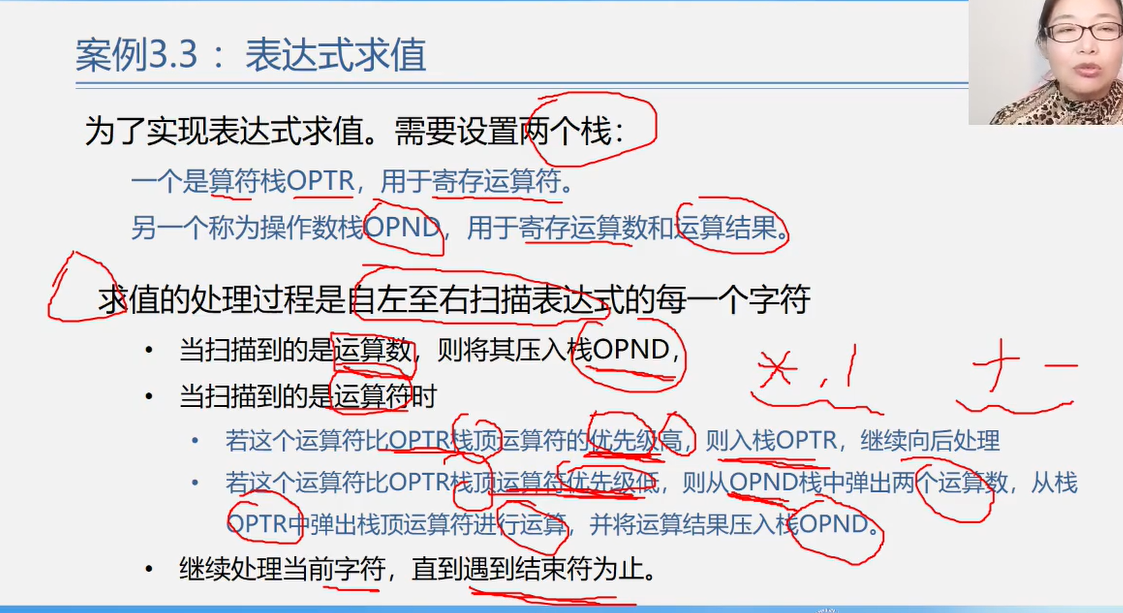 案例3.3 ：表达式求值
为了实现表达式求值。需要设置两个栈：
一个是算符栈OPTR，用于寄存运算符。
另一个称为操作数栈OPND，用于寄存运算数和运算结果。
求值的处理过程是自左至右扫描表达式的每一个字符
• 当扫描到的是运算数，则将其压入栈OPND，
• 当扫描到的是运算符时
* . / + −
• 若这个运算符比OPTR栈顶运算符的优先级高，则入栈OPTR，继续向后处理
• 若这个运算符比OPTR栈顶运算符优先级低，则从OPND栈中弹出两个运算数，从栈
OPTR中弹出栈顶运算符进行运算，并将运算结果压入栈OPND。
• 继续处理当前字符，直到遇到结束符为止。